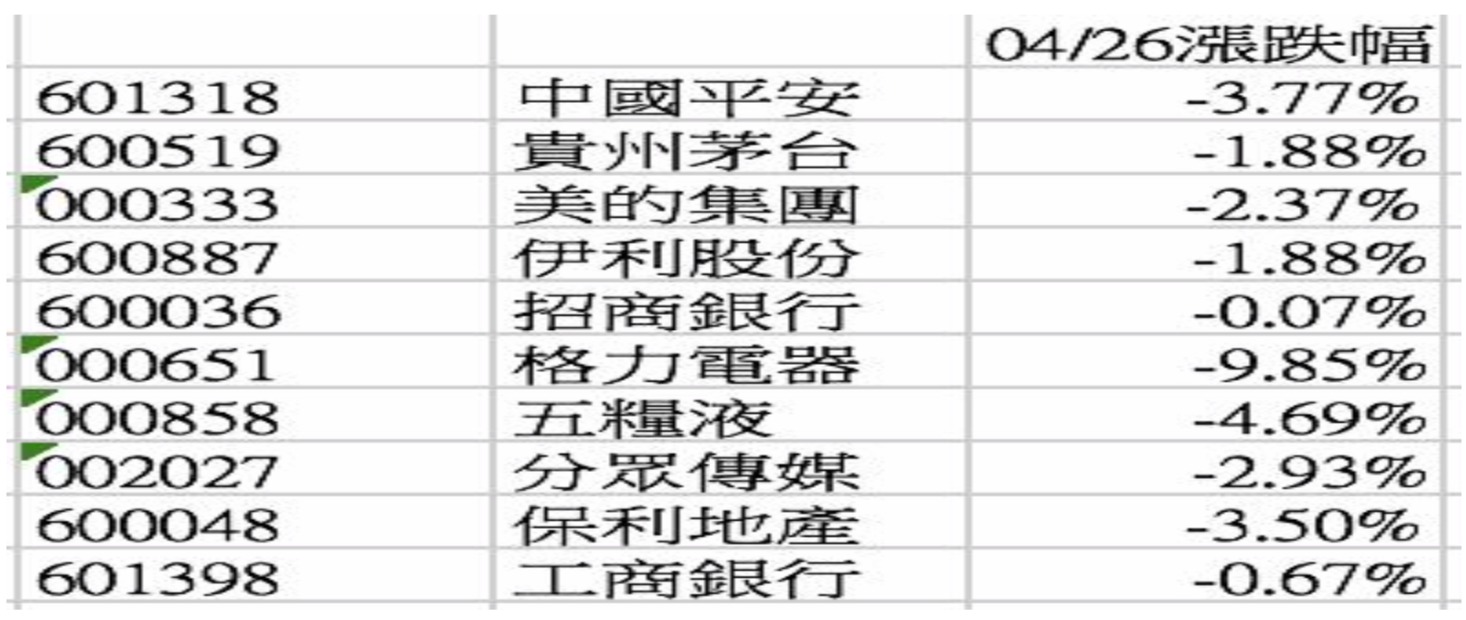 04/26漲跌幅
601318 中國平安 -3.77%
600519 貴州茅台 -1.88%
000333 美的集團 -2.37%
600887 伊利股份 -1.88%
600036 招商銀行 -0.07%
000651 格力電器 -9.85%
000858 五糧液 -4.69%
002027 分眾傳媒 -2.93%
600048 保利地產 -3.50%
601398 工商銀行 -0.67%